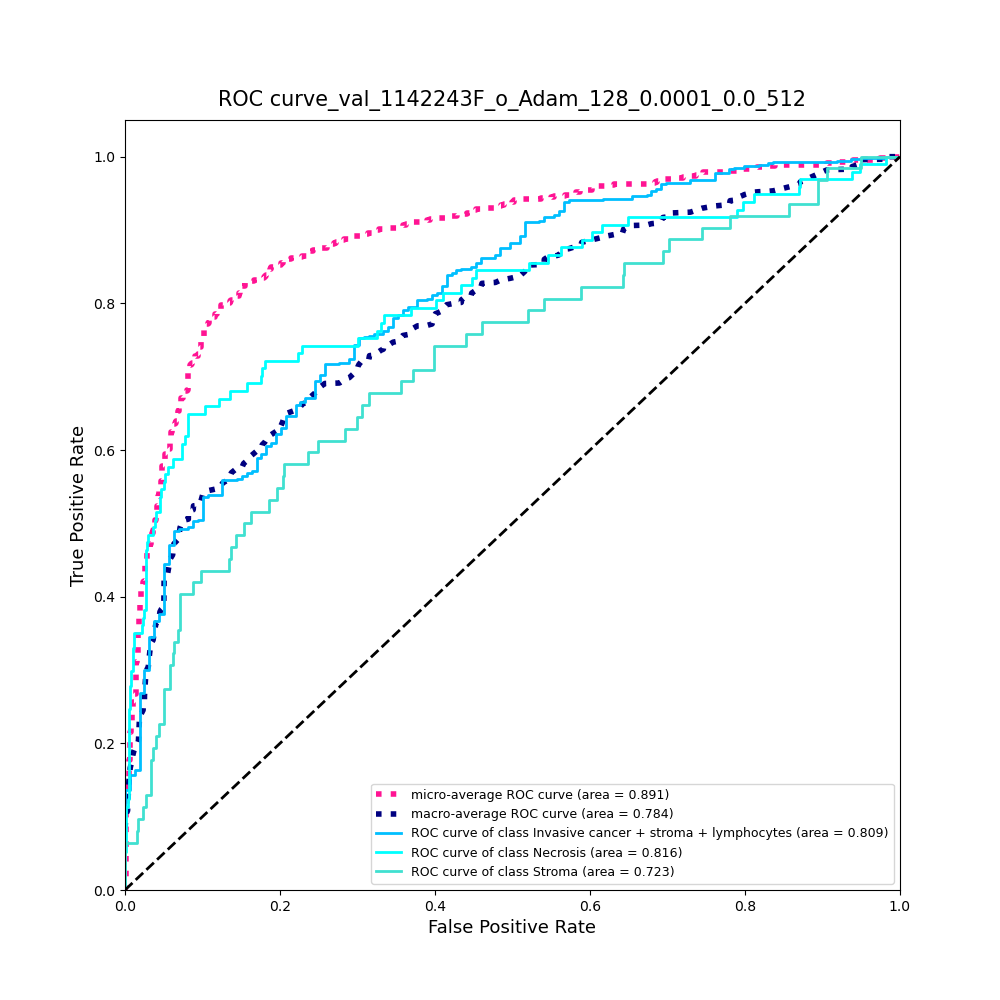 ROC curve_val_1142243F_o_Adam_128_0.0001_0.0_512
True Positive Rate
1.0
0.8
0.6
0.4
0.2
0.0
micro-average ROC curve (area = 0.891)
macro-average ROC curve (area = 0.784)
ROC curve of class Invasive cancer + stroma + lymphocytes (area = 0.809)
ROC curve of class Necrosis (area = 0.816)
ROC curve of class Stroma (area = 0.723)
0.0 0.2 0.4 0.6 0.8 1.0
False Positive Rate